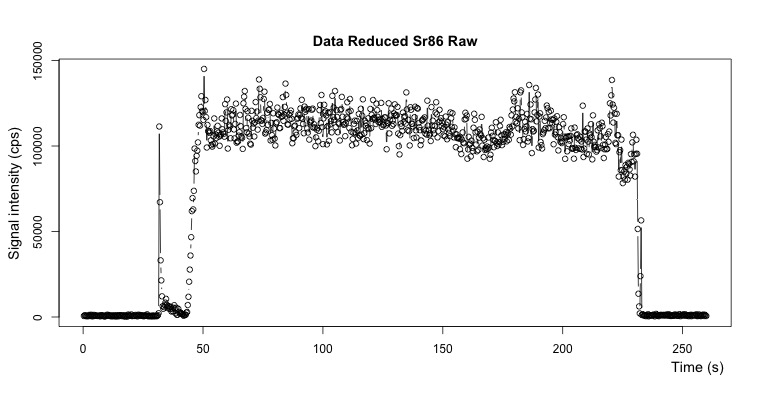 Data Reduced Sr86 Raw
Signal intensity (cps)
150000
100000
50000
0
0 50 100 150 200 250
Time (s)